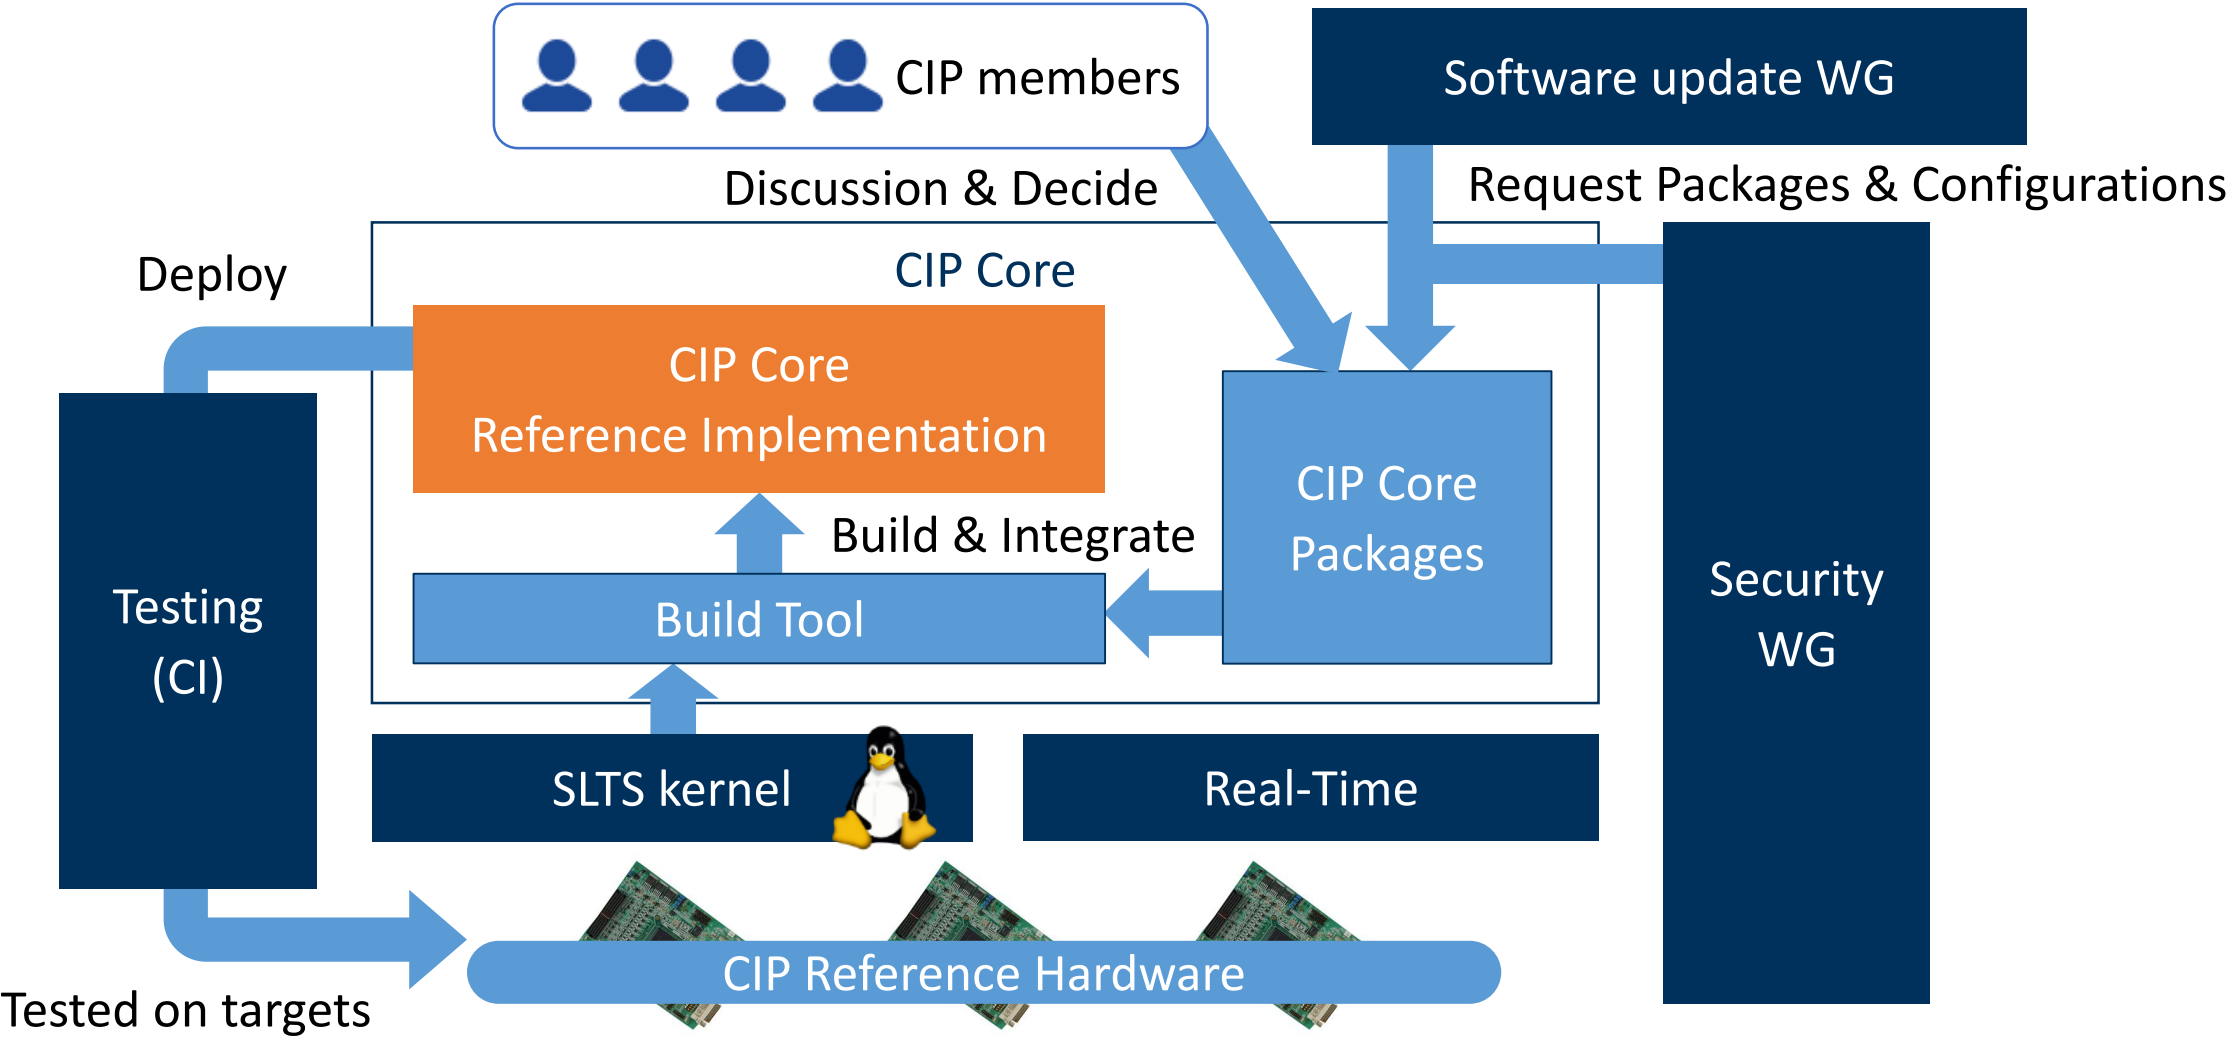 CIP members
Software update WG
Discussion & Decide
Request Packages & Configurations
Deploy
CIP Core
CIP Core
Reference Implementation
CIP Core
Packages
Build & Integrate
Build Tool
Testing
(CI)
Security
WG
SLTS kernel
Real-Time
CIP Reference Hardware
Tested on targets